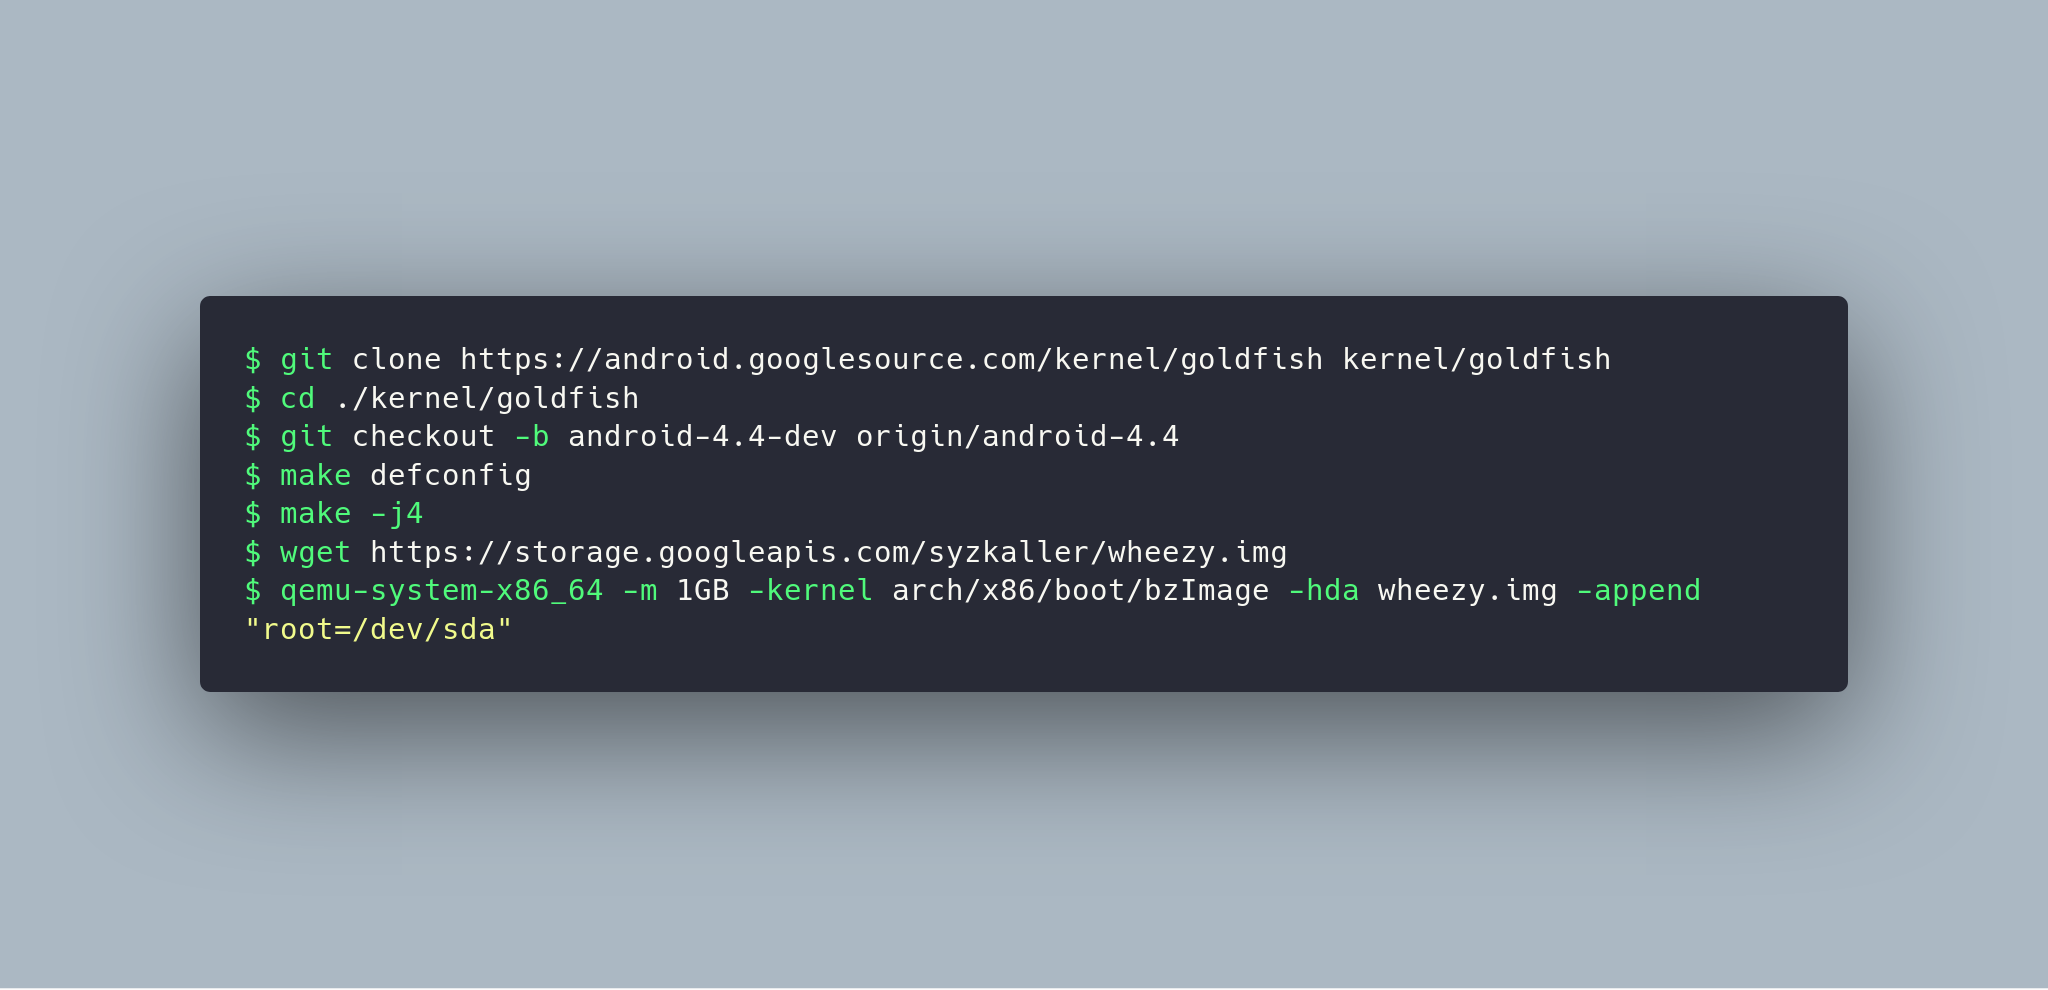 $ git clone https://android.googlesource.com/kernel/goldfish kernel/goldfish
$ cd ./kernel/goldfish
$ git checkout -b android-4.4-dev origin/android-4.4
$ make defconfig
$ make -j4
$ wget https://storage.googleapis.com/syzkaller/wheezy.img
$ qemu-system-x86_64 -m 1GB -kernel arch/x86/boot/bzImage -hda wheezy.img -append
"root=/dev/sda"